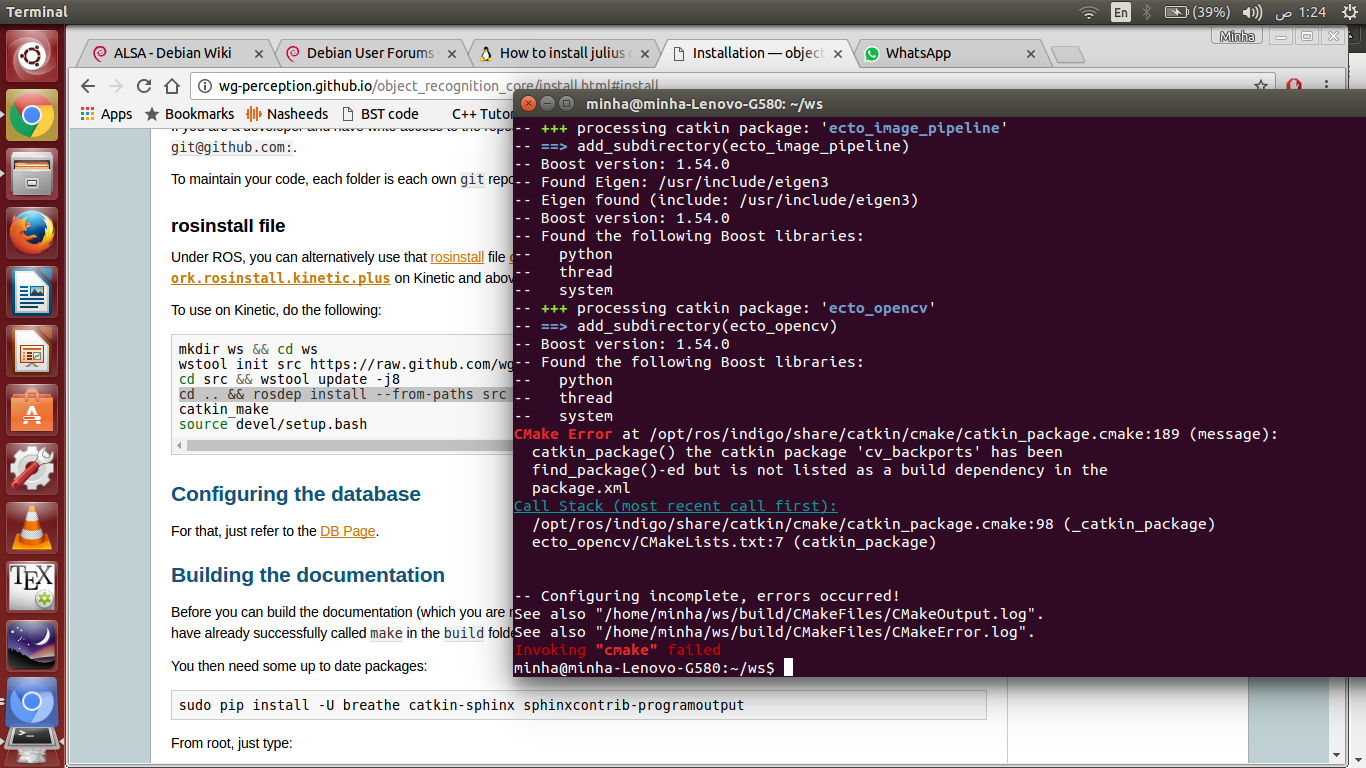 Terminal
En
(39%)
1:24 ص
Minha
ALSA - Debian Wiki
Debian User Forums
How to install julius
Installation — object
WhatsApp
wg-perception.github.io/object_recognition_core/install.html#install
Apps
Bookmarks
Nasheeds
BST code
C++ Tutor
git@github.com:.
To maintain your code, each folder is each own git repo
rosinstall file
Under ROS, you can alternatively use that rosinstall file
ork.rosinstall.kinetic.plus on Kinetic and above
To use on Kinetic, do the following:
mkdir ws && cd ws
wstool init src https://raw.github.com/wg
cd src && wstool update -j8
cd .. && rosdep install --from-paths src
catkin_make
source devel/setup.bash
Configuring the database
For that, just refer to the DB Page.
Building the documentation
Before you can build the documentation (which you are
have already successfully called make in the build folde
You then need some up to date packages:
sudo pip install -U breathe catkin-sphinx sphinxcontrib-programoutput
From root, just type:
minha@minha-Lenovo-G580: ~/ws
-- +++ processing catkin package: 'ecto_image_pipeline'
-- ==> add_subdirectory(ecto_image_pipeline)
-- Boost version: 1.54.0
-- Found Eigen: /usr/include/eigen3
-- Eigen found (include: /usr/include/eigen3)
-- Boost version: 1.54.0
-- Found the following Boost libraries:
--   python
--   thread
--   system
-- +++ processing catkin package: 'ecto_opencv'
-- ==> add_subdirectory(ecto_opencv)
-- Boost version: 1.54.0
-- Found the following Boost libraries:
--   python
--   thread
--   system
CMake Error at /opt/ros/indigo/share/catkin/cmake/catkin_package.cmake:189 (message):
  catkin_package() the catkin package 'cv_backports' has been
  find_package()-ed but is not listed as a build dependency in the
  package.xml
Call Stack (most recent call first):
  /opt/ros/indigo/share/catkin/cmake/catkin_package.cmake:98 (_catkin_package)
  ecto_opencv/CMakeLists.txt:7 (catkin_package)
-- Configuring incomplete, errors occurred!
See also "/home/minha/ws/build/CMakeFiles/CMakeOutput.log".
See also "/home/minha/ws/build/CMakeFiles/CMakeError.log".
Invoking "cmake" failed
minha@minha-Lenovo-G580:~/ws$
TEX